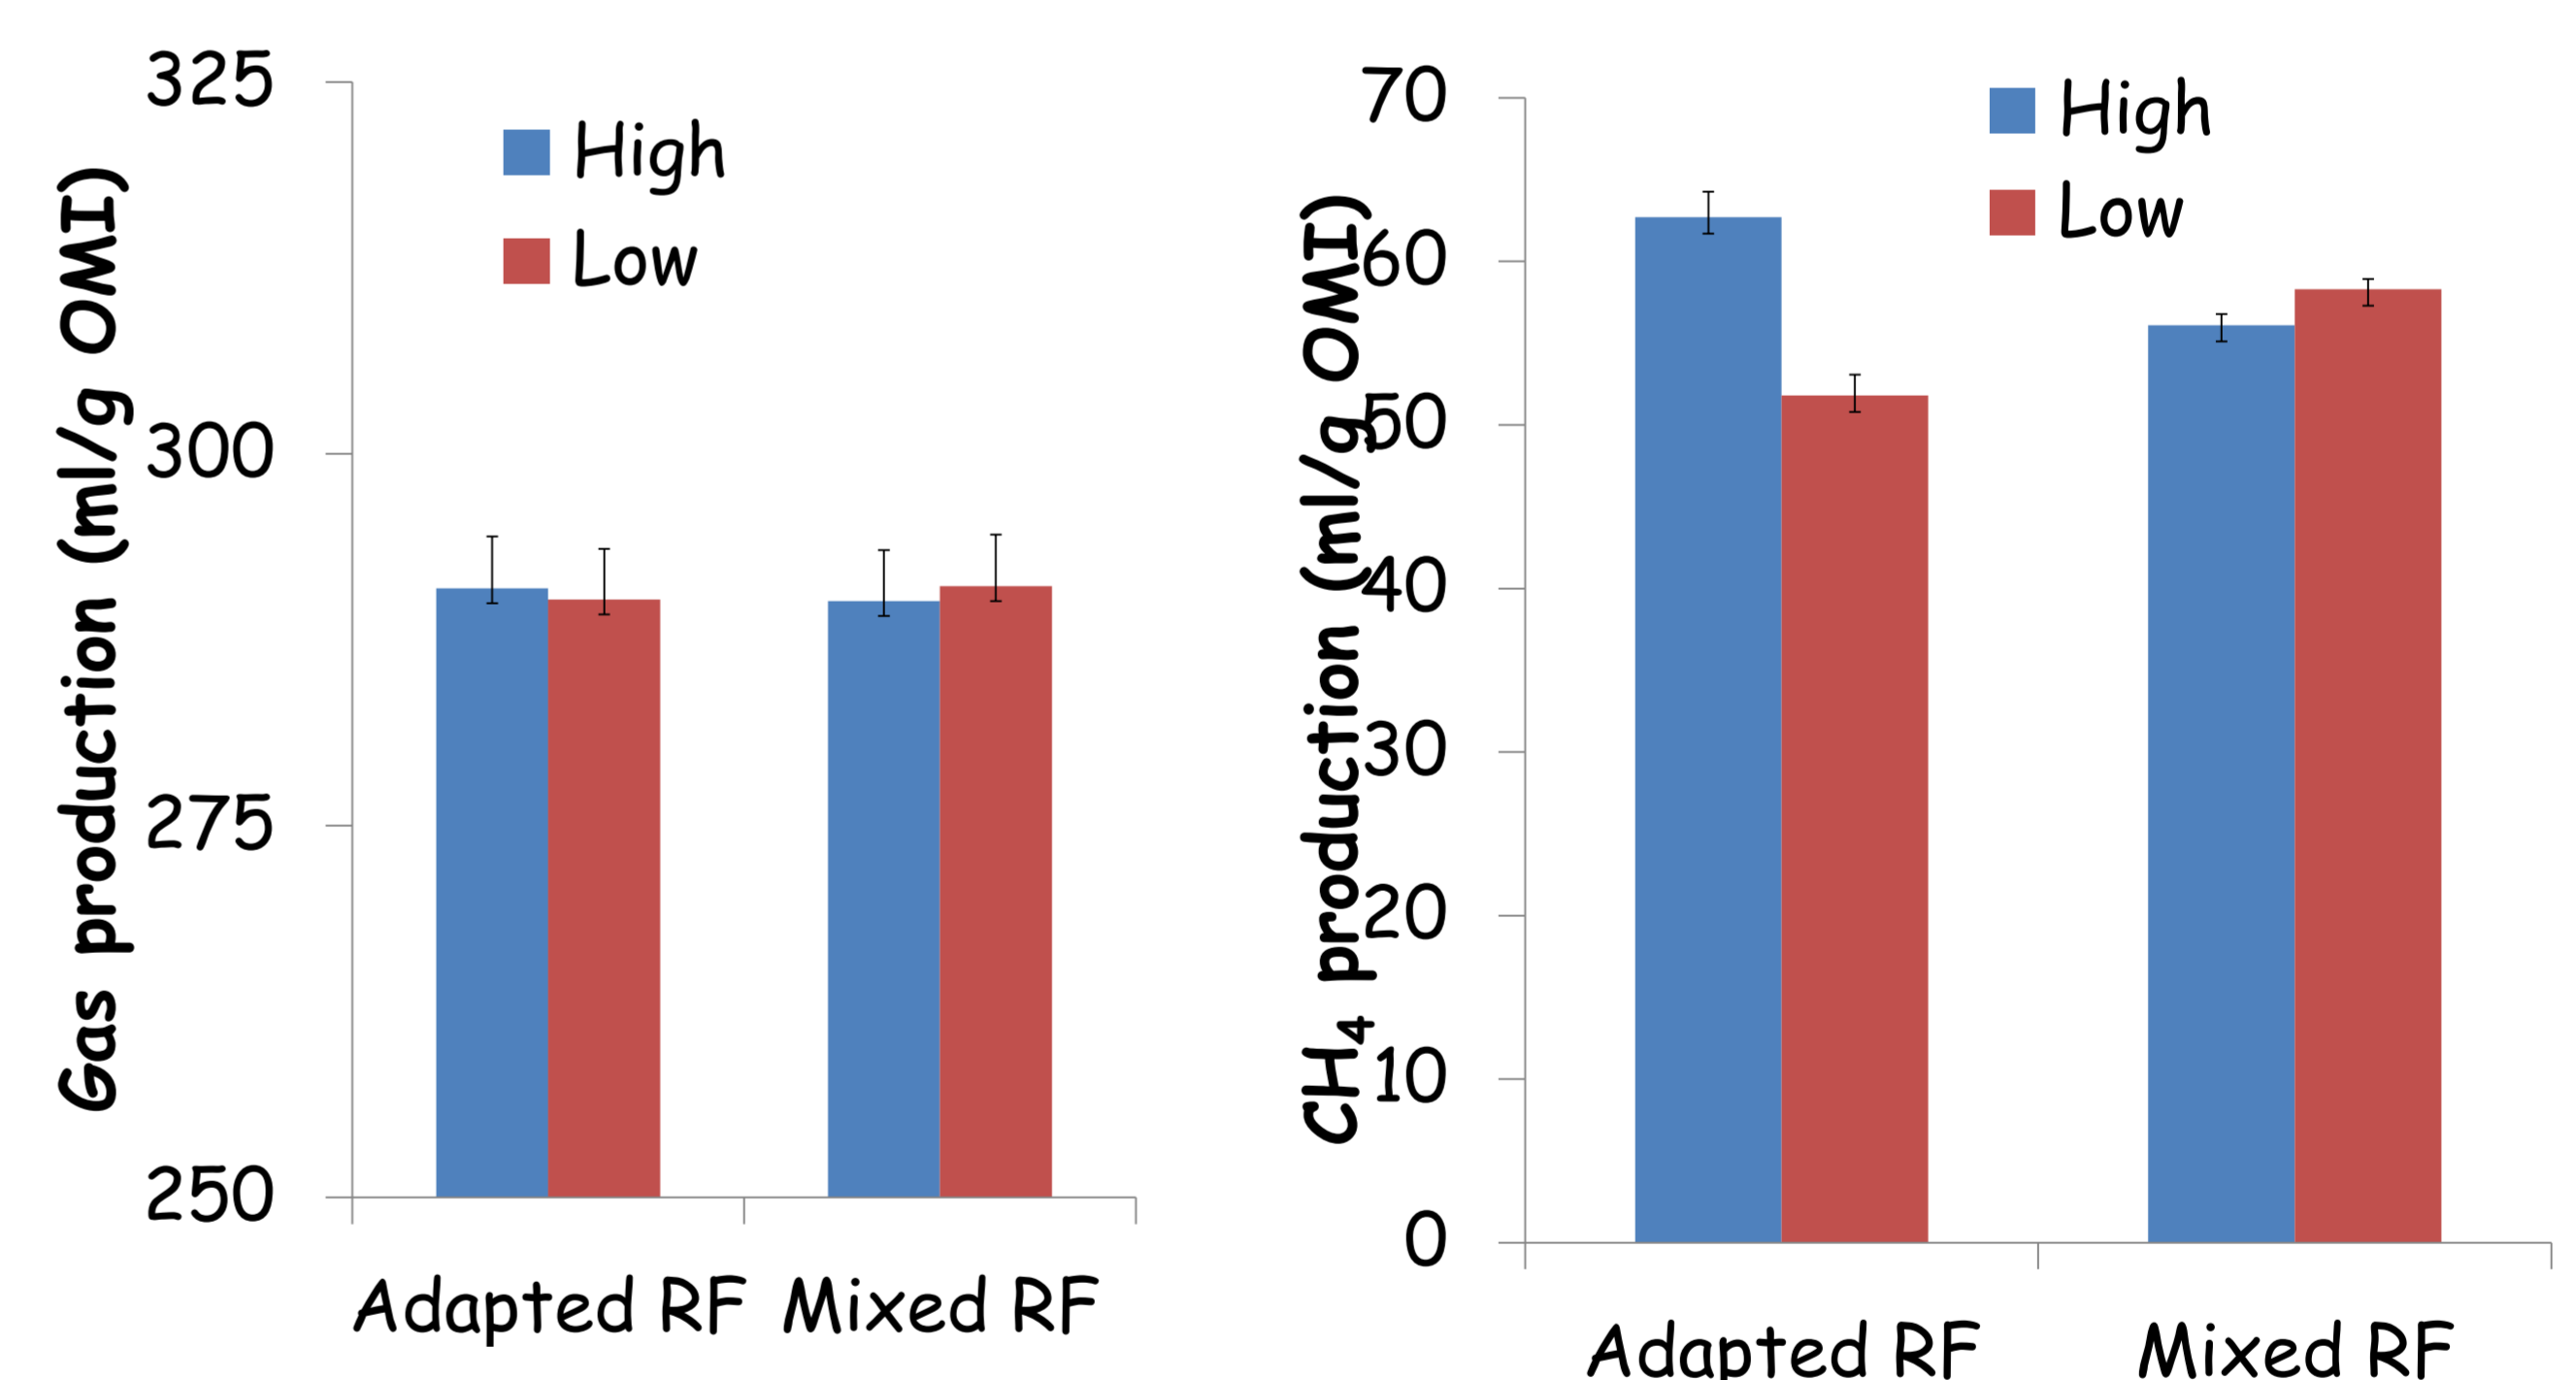 Gas production (ml/g OMI)
325
300
275
250
High
Low
Adapted RF Mixed RF
CH₄ production (ml/g OMI)
70
60
50
40
30
20
10
0
High
Low
Adapted RF Mixed RF